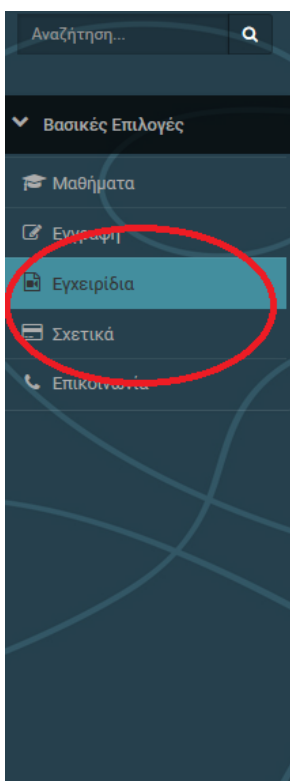 Αναζήτηση...
Βασικές Επιλογές
Μαθήματα
Εγγραφή
Εγχειρίδια
Σχετικά
Επικοινωνία